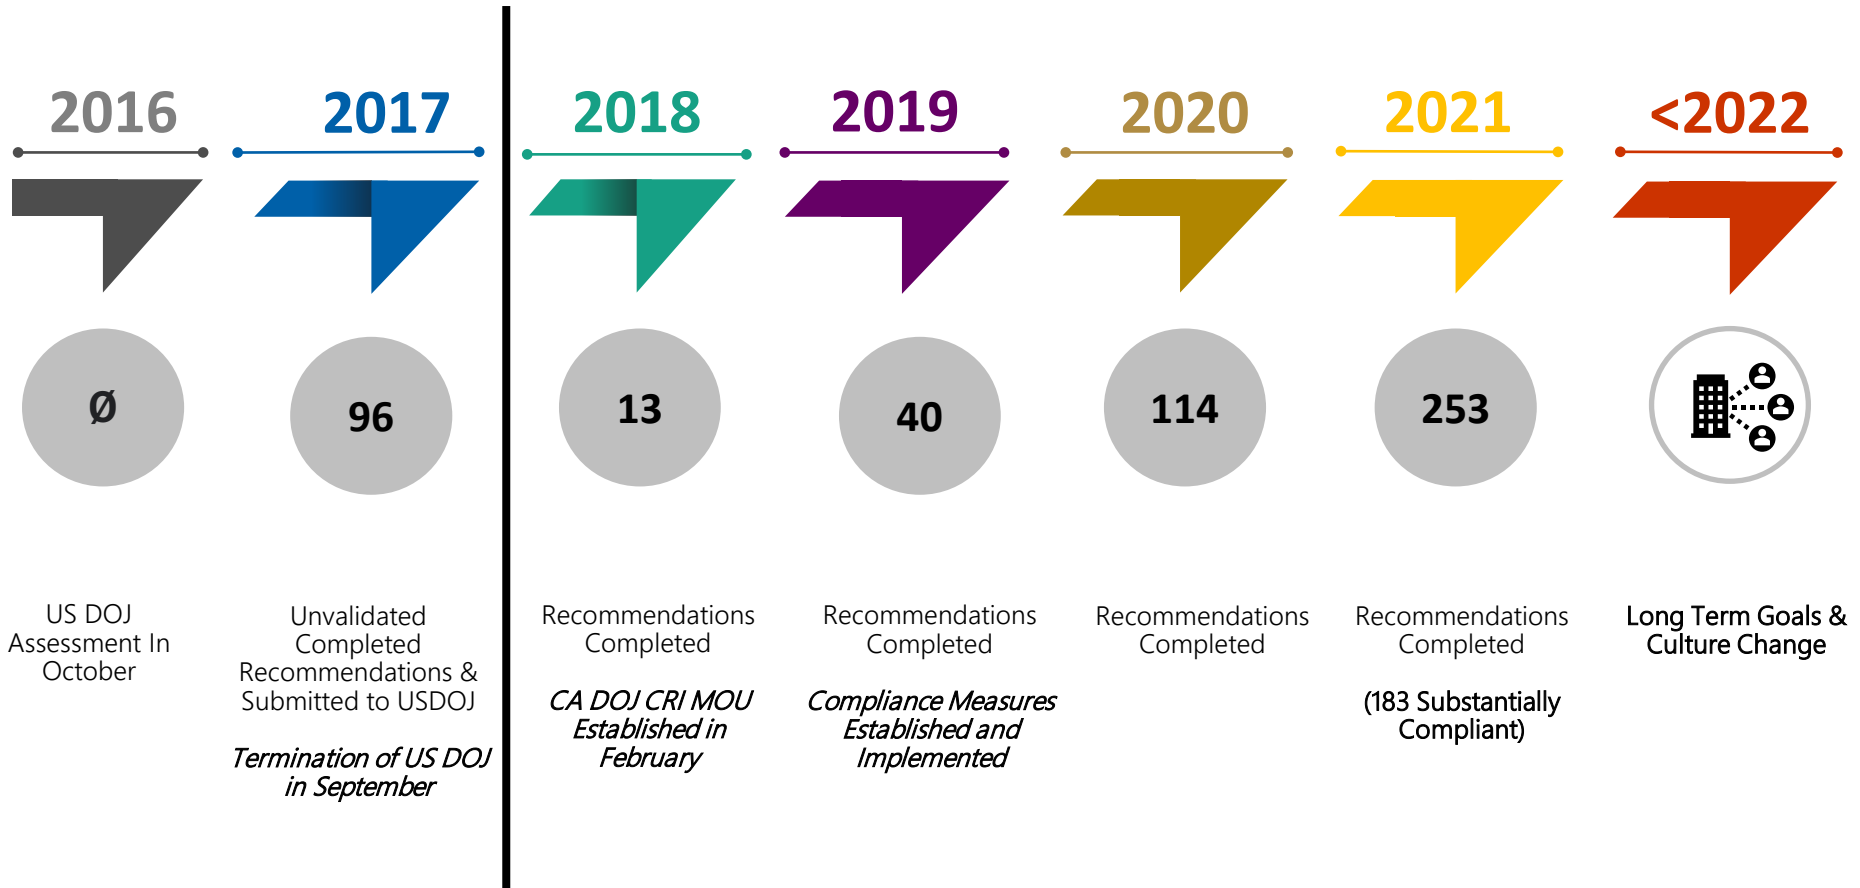 2016
Ø
US DOJ
Assessment In
October
2017
96
Unvalidated
Completed
Recommendations &
Submitted to USDOJ
Termination of US DOJ
in September
2018
13
Recommendations
Completed
CA DOJ CRI MOU
Established in
February
2019
40
Recommendations
Completed
Compliance Measures
Established and
Implemented
2020
114
Recommendations
Completed
2021
253
Recommendations
Completed
(183 Substantially
Compliant)
<2022
Long Term Goals &
Culture Change